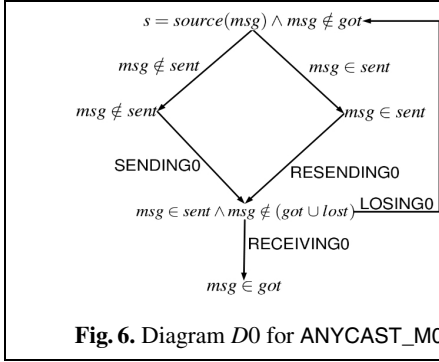 s = source(msg) ∧ msg ∉ got
msg ∉ sent
msg ∈ sent
msg ∉ sent
msg ∈ sent
SENDING0
RESENDING0
msg ∈ sent ∧ msg ∉ (got ∪ lost)
LOSING0
RECEIVING0
msg ∈ got
Fig. 6. Diagram D0 for ANYCAST_M0